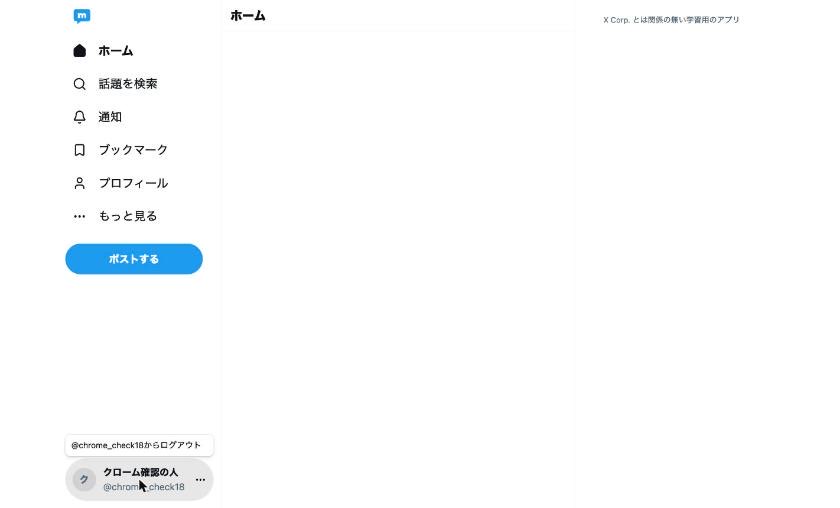 m
ホーム
話題を検索
通知
ブックマーク
プロフィール
もっと見る
ポストする
@chrome_check18からログアウト
ク
クローム確認の人
@chrome_check18
ホーム
X Corp. とは関係の無い学習用のアプリ